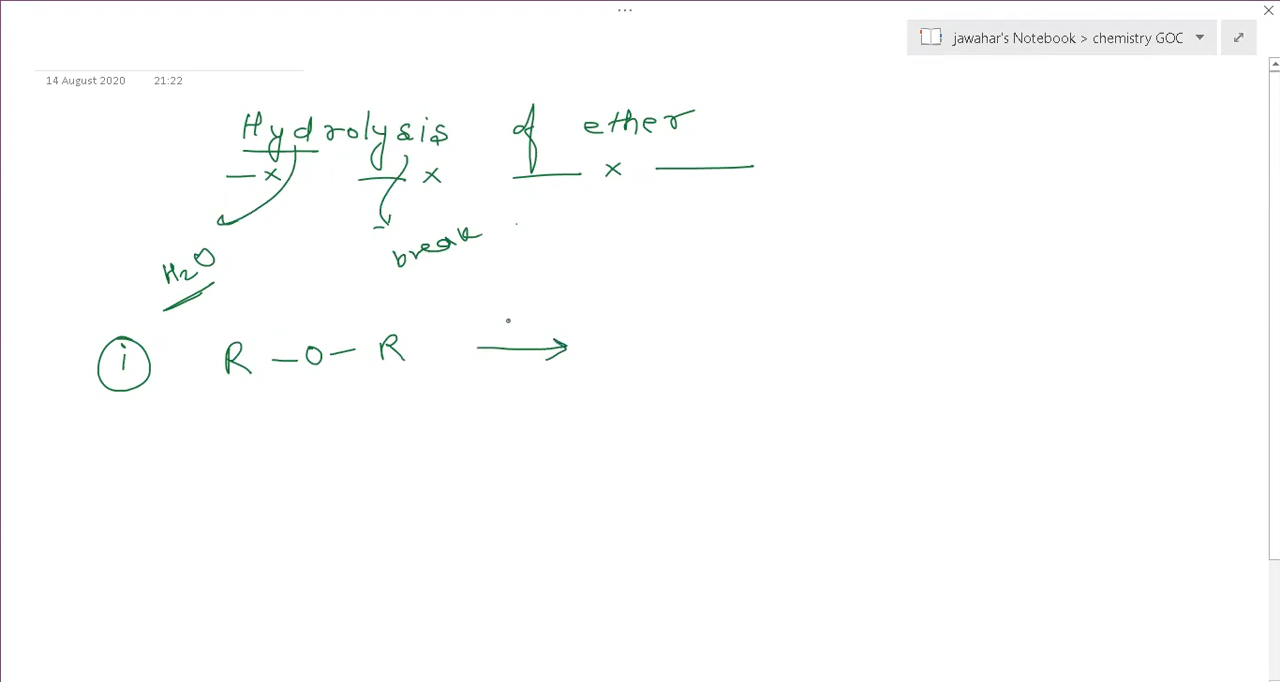 jawahar's Notebook > chemistry GOC
14 August 2020 21:22
Hydrolysis of ether
x x x
break
H2O
i R - O - R →